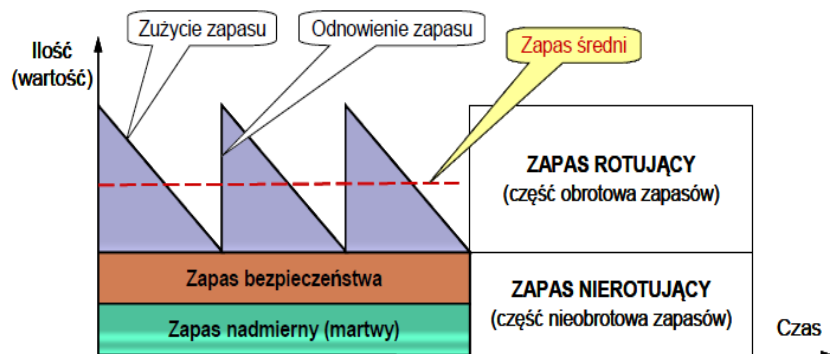 Zużycie zapasu
Odnowienie zapasu
Zapas średni
Ilość
(wartość)
ZAPAS ROTUJĄCY
(część obrotowa zapasów)
Zapas bezpieczeństwa
ZAPAS NIEROTUJĄCY
(część nieobrotowa zapasów)
Zapas nadmierny (martwy)
Czas